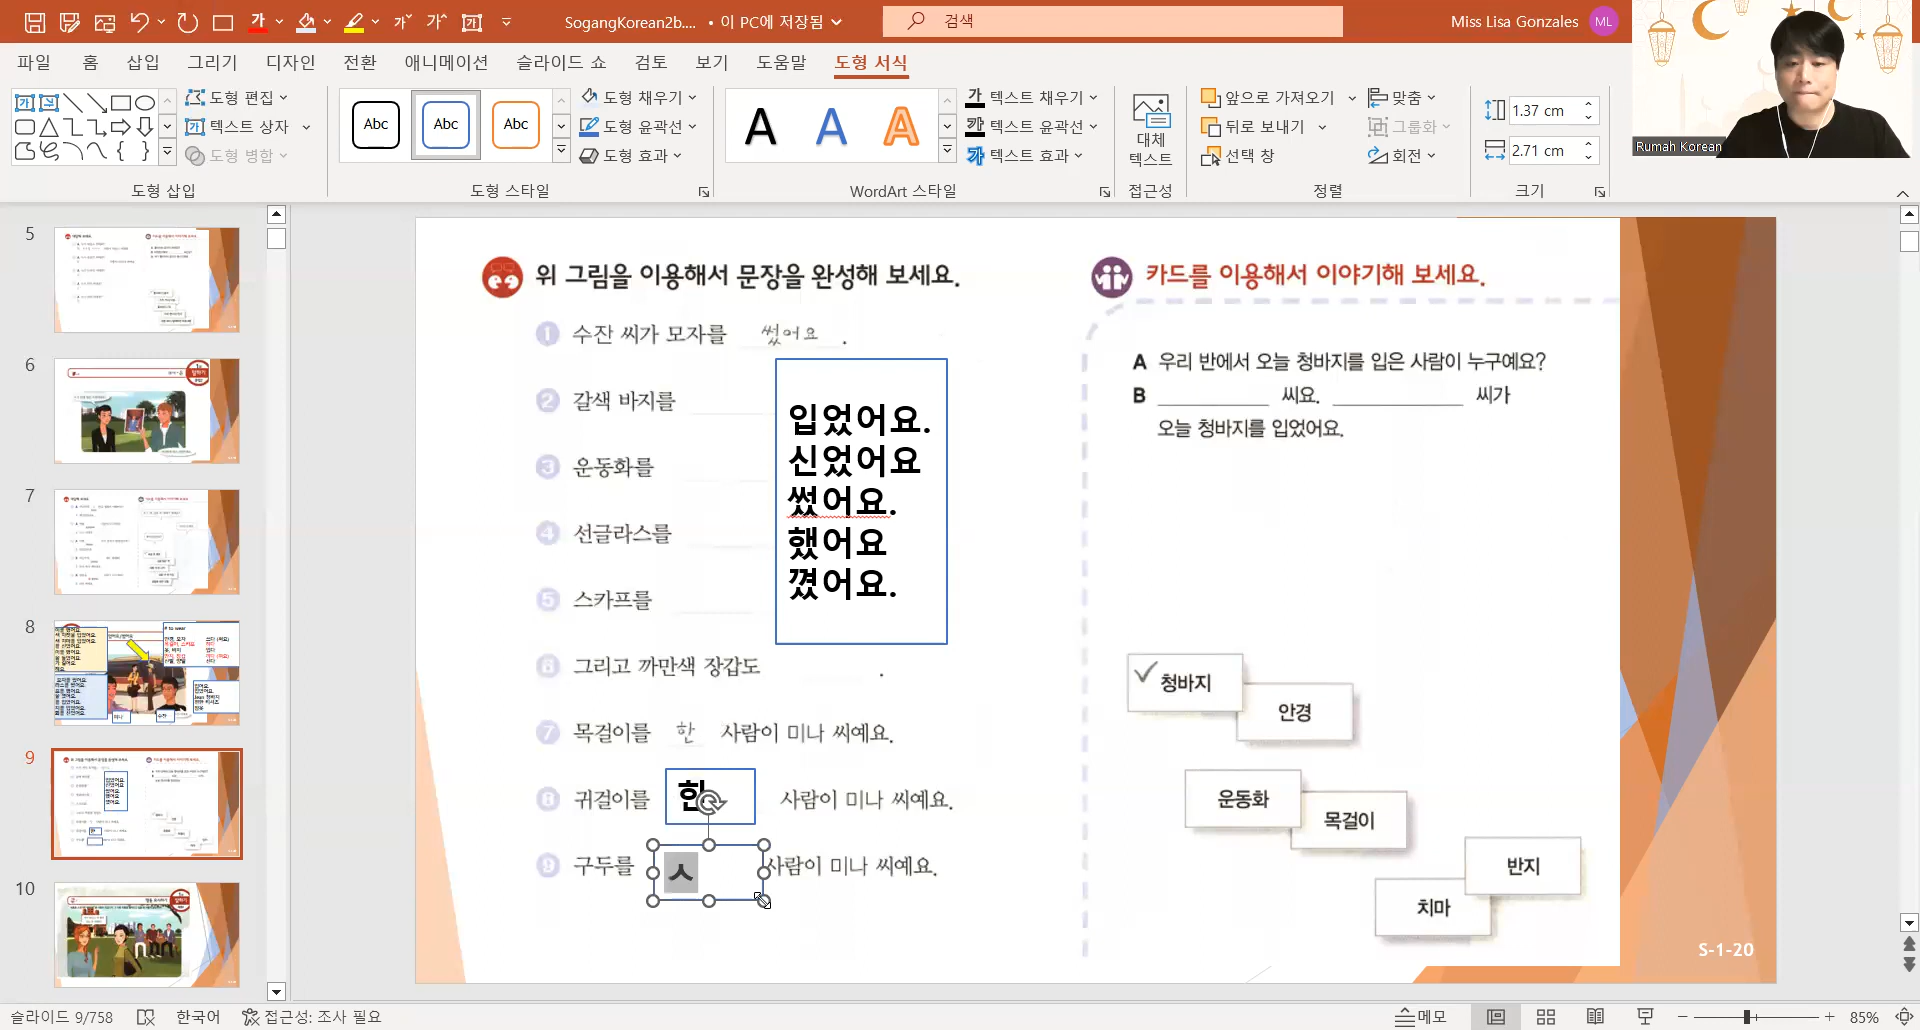 SogangKorean2b.... • 이 PC에 저장됨
검색
Miss Lisa Gonzales
ML
파일 홈 삽입 그리기 디자인 전환 애니메이션 슬라이드 쇼 검토 보기 도움말 도형 서식
도형 편집
텍스트 상자
도형 병합
도형 삽입
Abc Abc Abc
도형 채우기
도형 윤곽선
도형 효과
도형 스타일
A A A
텍스트 채우기
텍스트 윤곽선
텍스트 효과
WordArt 스타일
대체
텍스트
접근성
앞으로 가져오기
뒤로 보내기
선택 창
맞춤
그룹화
회전
정렬
1.37 cm
2.71 cm
크기
Rumah Korean
5
6
7
8
9
10
위 그림을 이용해서 문장을 완성해 보세요.
1 수잔 씨가 모자를 썼어요 .
2 갈색 바지를
3 운동화를
4 선글라스를
5 스카프를
6 그리고 까만색 장갑도 .
7 목걸이를 한 사람이 미나 씨예요.
8 귀걸이를 한 사람이 미나 씨예요.
9 구두를 ㅅ 사람이 미나 씨예요.
입었어요.
신었어요
썼어요.
했어요
꼈어요.
카드를 이용해서 이야기해 보세요.
A 우리 반에서 오늘 청바지를 입은 사람이 누구예요?
B ____________ 씨요. ______________ 씨가
오늘 청바지를 입었어요.
청바지
안경
운동화
목걸이
반지
치마
S-1-20
슬라이드 9/758 한국어 접근성: 조사 필요
메모
85%